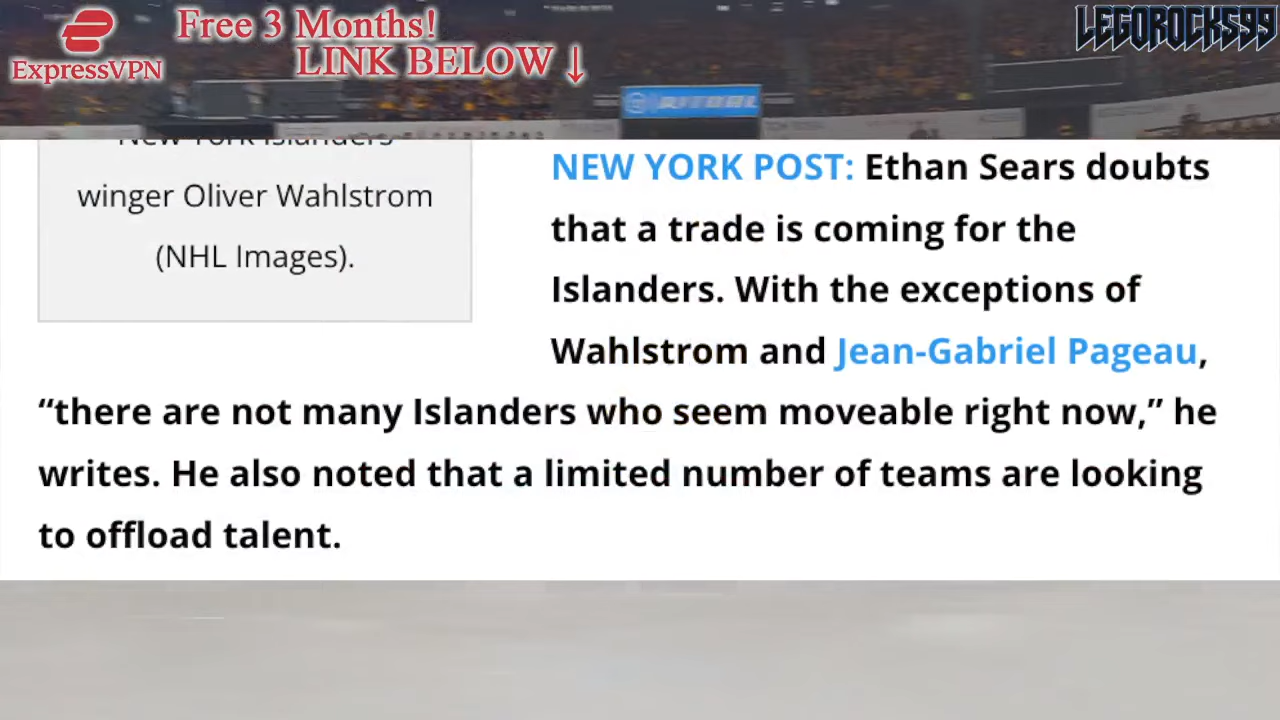 Free 3 Months!
LINK BELOW ↓
ExpressVPN
LEGOROCKS99
New York Islanders
winger Oliver Wahlstrom
(NHL Images).
NEW YORK POST: Ethan Sears doubts
that a trade is coming for the
Islanders. With the exceptions of
Wahlstrom and Jean-Gabriel Pageau,
“there are not many Islanders who seem moveable right now,” he
writes. He also noted that a limited number of teams are looking
to offload talent.